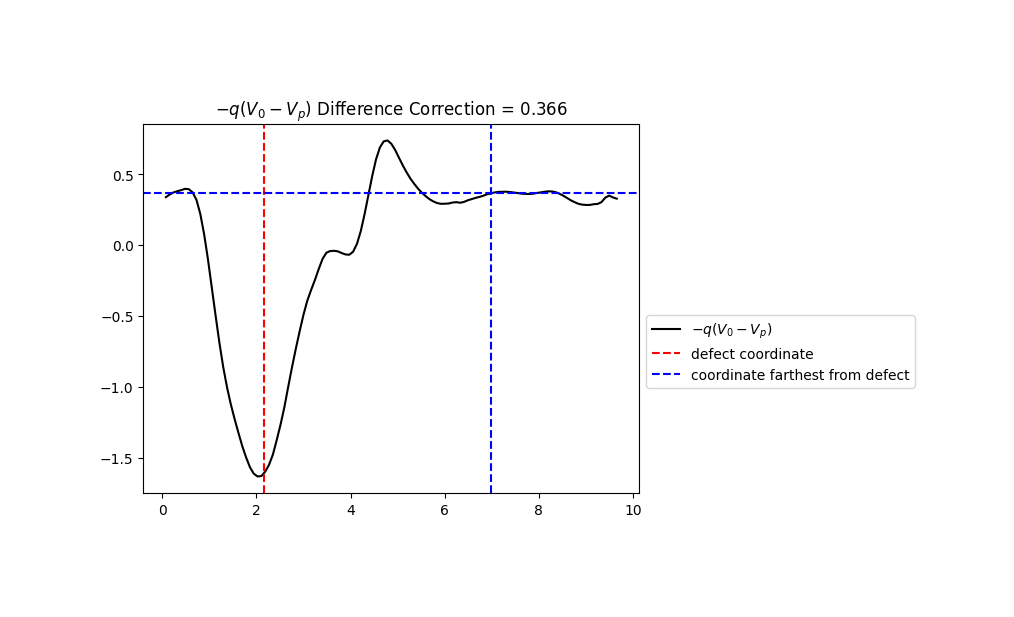 −q(V₀ − Vₚ) Difference Correction = 0.366
0.5
0.0
−0.5
−1.0
−1.5
0 2 4 6 8 10
−q(V₀ − Vₚ)
defect coordinate
coordinate farthest from defect